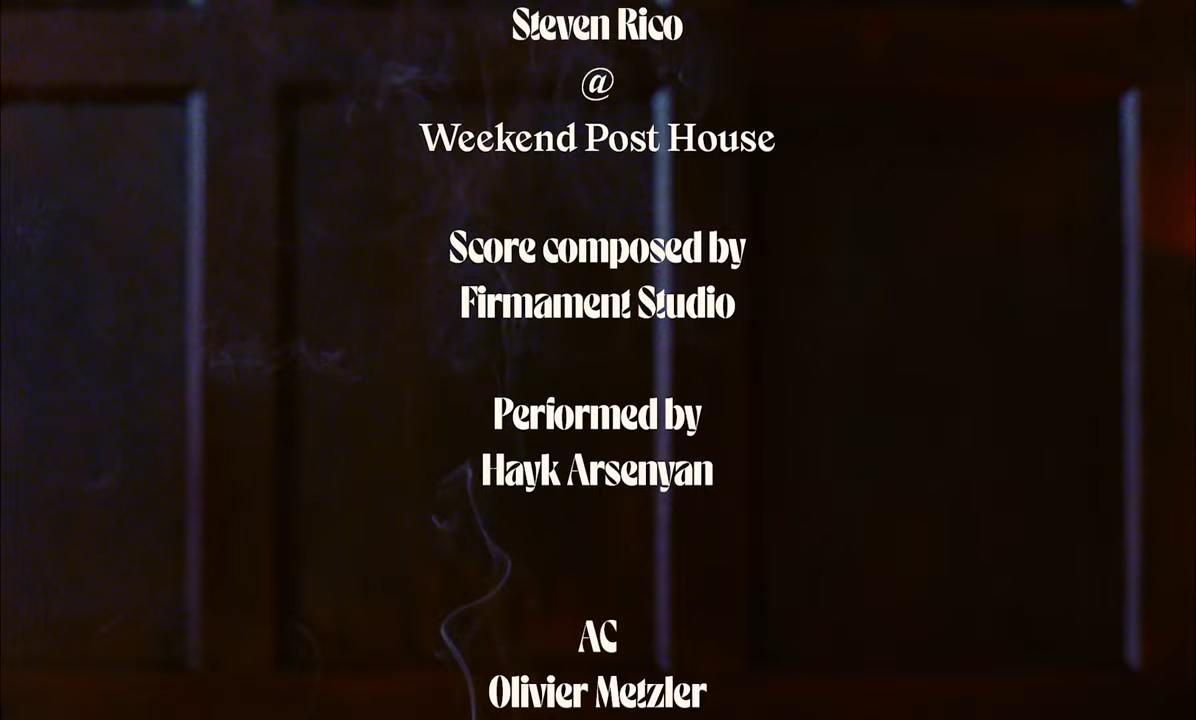 Steven Rico
@
Weekend Post House
Score composed by
Firmament Studio
Performed by
Hayk Arsenyan
AC
Olivier Metzler